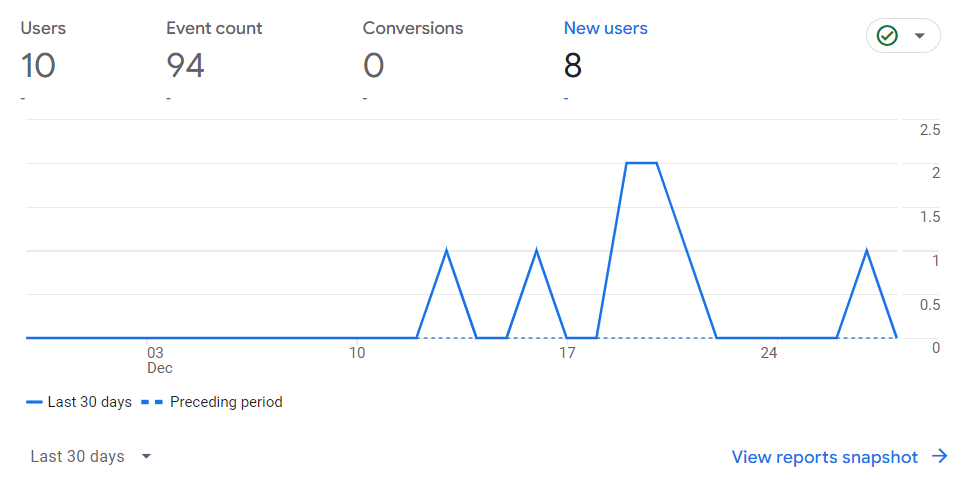 Users Event count Conversions New users
10 94 0 8
- - - -
2.5
2
1.5
1
0.5
0
03 10 17 24
Dec
Last 30 days Preceding period
Last 30 days View reports snapshot